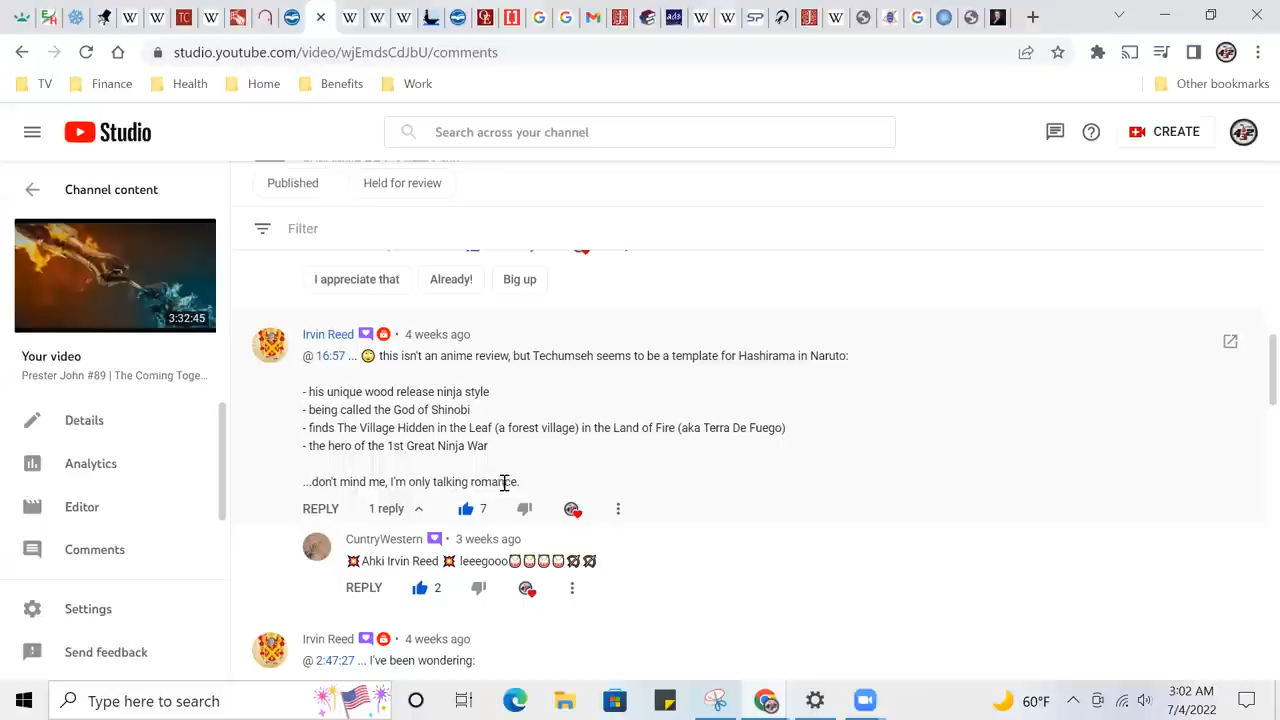 studio.youtube.com/video/wjEmdsCdJbU/comments
TV Finance Health Home Benefits Work Other bookmarks
Studio
Search across your channel
CREATE
Channel content
Published Held for review
Filter
3:32:45
I appreciate that Already! Big up
Your video
Prester John #89 | The Coming Toge...
Details
Analytics
Editor
Comments
Settings
Send feedback
Irvin Reed • 4 weeks ago
@ 16:57 ... 🙄 this isn't an anime review, but Techumseh seems to be a template for Hashirama in Naruto:
- his unique wood release ninja style
- being called the God of Shinobi
- finds The Village Hidden in the Leaf (a forest village) in the Land of Fire (aka Terra De Fuego)
- the hero of the 1st Great Ninja War
...don't mind me, I'm only talking romance.
REPLY 1 reply 7
CuntryWestern • 3 weeks ago
💥Ahki Irvin Reed 💥 leeegooo
REPLY 2
Irvin Reed • 4 weeks ago
@ 2:47:27 ... I've been wondering:
Type here to search
60°F
3:02 AM
7/4/2022